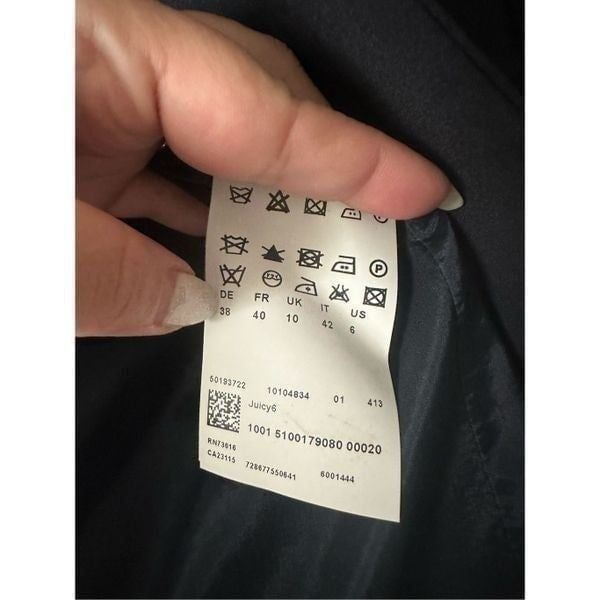 DE FR UK IT US
38 40 10 42 6
50193722 10104834 01 413
Juicy6
1001 5100179080 00020
RN73616
CA23115 728677550641 6001444